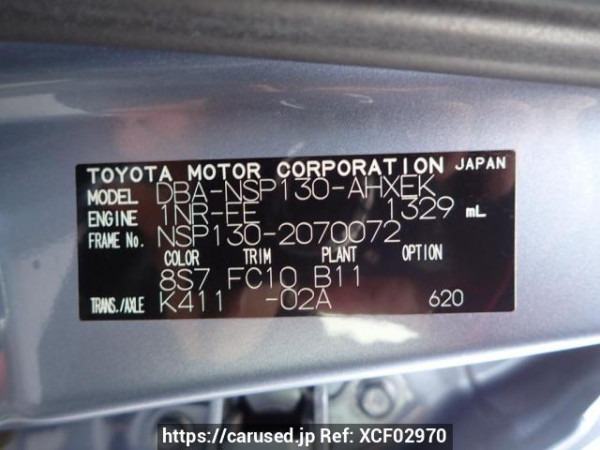 TOYOTA MOTOR CORPORATION JAPAN
MODEL DBA-NSP130-AHXEK
ENGINE 1NR-FE 1329 mL
FRAME No. NSP130-2070072
COLOR TRIM PLANT OPTION
8S7 FC10 B11
TRANS./AXLE K411 -02A 620
https://carused.jp Ref: XCF02970